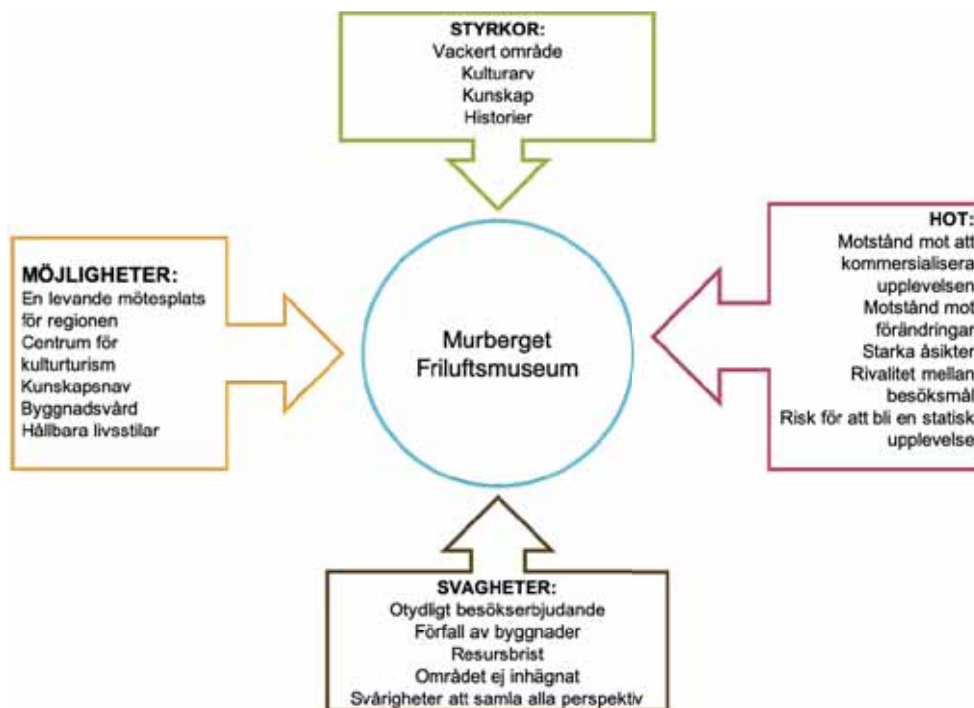 STYRKOR:
Vackert område
Kulturarv
Kunskap
Historier
MÖJLIGHETER:
En levande mötesplats
för regionen
Centrum för
kulturturism
Kunskapsnav
Byggnadsvård
Hållbara livsstilar
Murberget
Friluftsmuseum
HOT:
Motstånd mot att
kommersialisera
upplevelsen
Motstånd mot
förändringar
Starka åsikter
Rivalitet mellan
besöksmål
Risk för att bli en statisk
upplevelse
SVAGHETER:
Otydligt besökserbjudande
Förfall av byggnader
Resursbrist
Området ej inhägnat
Svårigheter att samla alla perspektiv